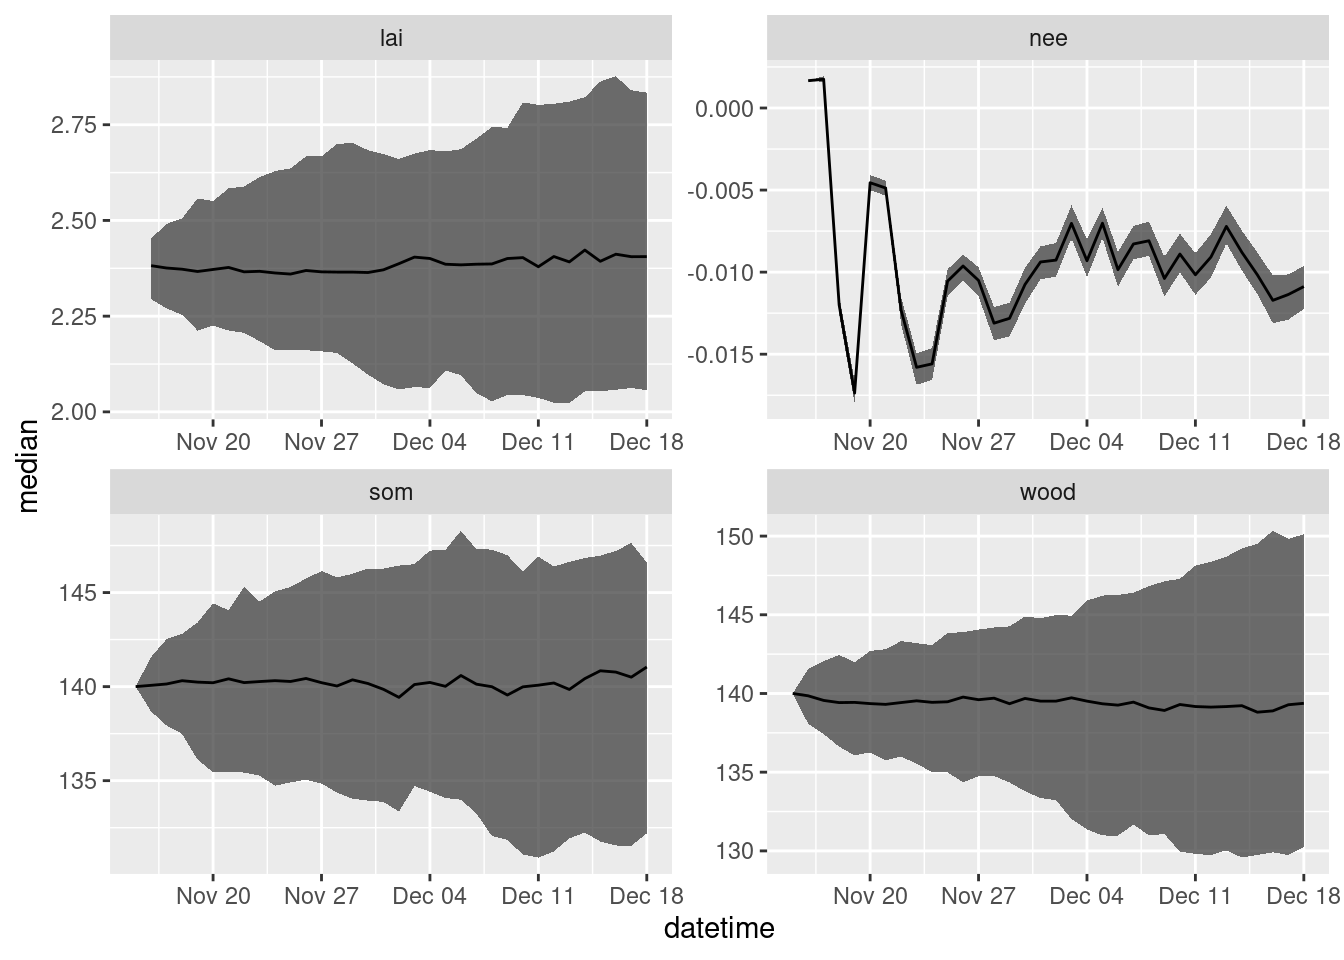 lai
nee
2.75
2.50
2.25
2.00
0.000
-0.005
-0.010
-0.015
Nov 20 Nov 27 Dec 04 Dec 11 Dec 18
Nov 20 Nov 27 Dec 04 Dec 11 Dec 18
median
som
wood
145
140
135
150
145
140
135
130
Nov 20 Nov 27 Dec 04 Dec 11 Dec 18
Nov 20 Nov 27 Dec 04 Dec 11 Dec 18
datetime